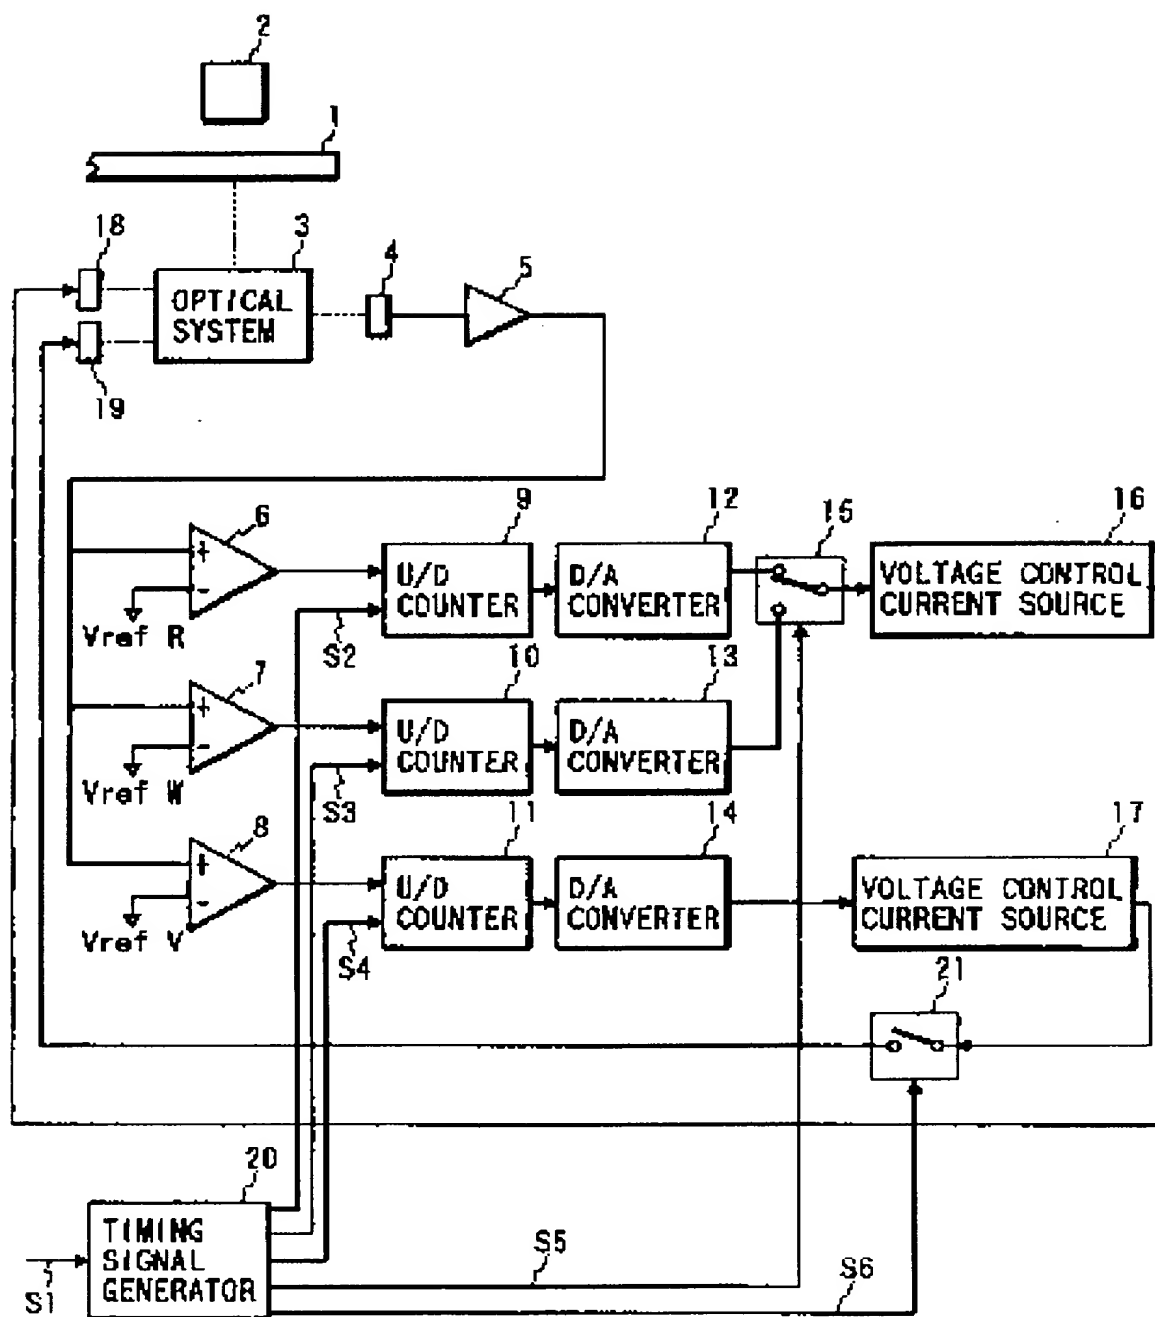 2
1
18
3
4
5
OPTICAL
SYSTEM
19
6
9
12
15
16
U/D
COUNTER
D/A
CONVERTER
VOLTAGE CONTROL
CURRENT SOURCE
+
-
Vref R
S2
7
10
13
U/D
COUNTER
D/A
CONVERTER
+
-
Vref W
S3
8
11
14
17
U/D
COUNTER
D/A
CONVERTER
VOLTAGE CONTROL
CURRENT SOURCE
+
-
Vref V
S4
21
20
TIMING
SIGNAL
GENERATOR
S1
S5
S6